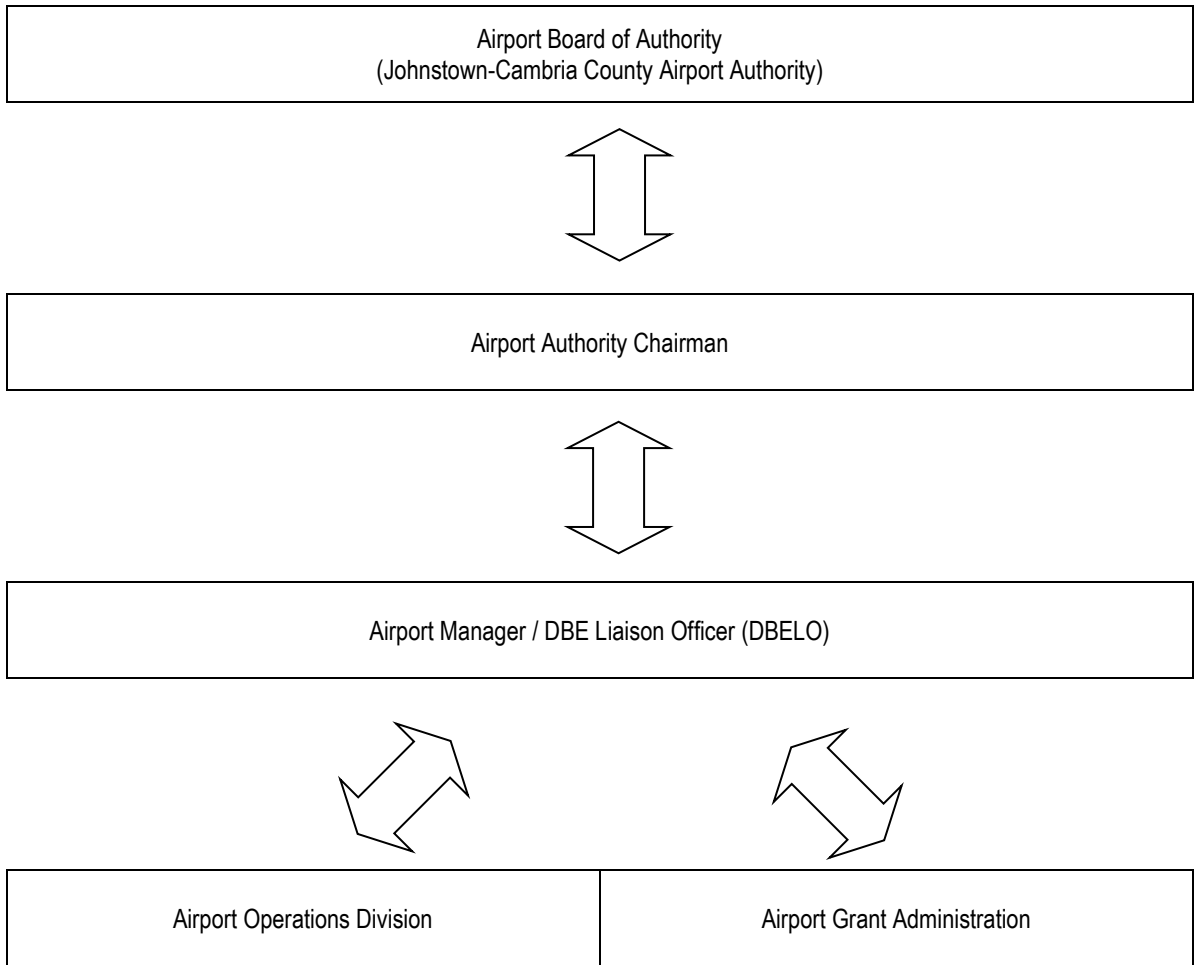 Airport Board of Authority
(Johnstown-Cambria County Airport Authority)
Airport Authority Chairman
Airport Manager / DBE Liaison Officer (DBELO)
Airport Operations Division
Airport Grant Administration